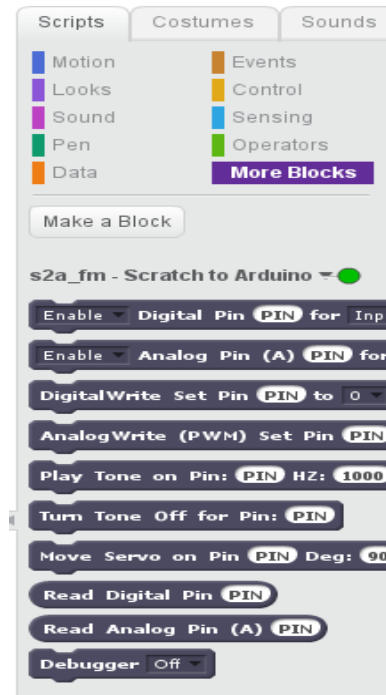 Scripts Costumes Sounds
Motion Events
Looks Control
Sound Sensing
Pen Operators
Data More Blocks
Make a Block
s2a_fm - Scratch to Arduino
Enable Digital Pin PIN for Inp
Enable Analog Pin (A) PIN for
DigitalWrite Set Pin PIN to 0
AnalogWrite (PWM) Set Pin PIN
Play Tone on Pin: PIN HZ: 1000
Turn Tone Off for Pin: PIN
Move Servo on Pin PIN Deg: 90
Read Digital Pin PIN
Read Analog Pin (A) PIN
Debugger Off